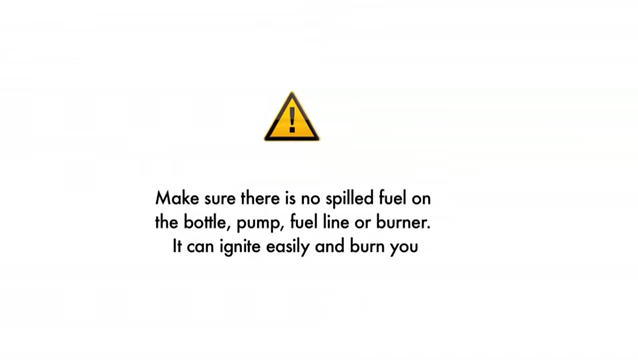 Make sure there is no spilled fuel on
the bottle, pump, fuel line or burner.
It can ignite easily and burn you